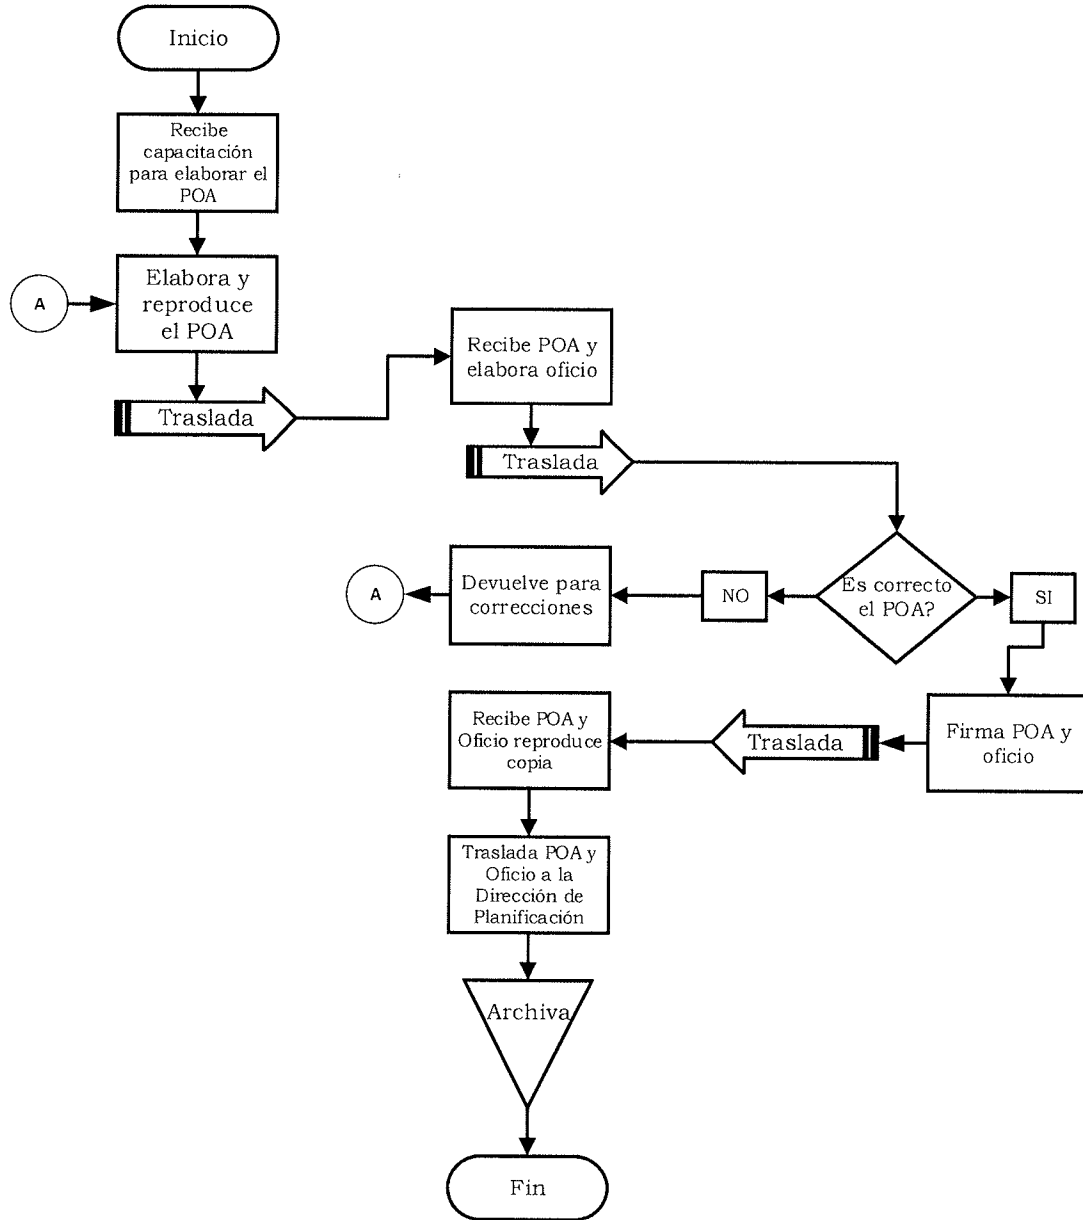 Inicio
Recibe
capacitación
para elaborar el
POA
A
Elabora y
reproduce
el POA
Traslada
Recibe POA y
elabora oficio
Traslada
Es correcto
el POA?
SI
NO
Devuelve para
correcciones
A
Firma POA y
oficio
Traslada
Recibe POA y
Oficio reproduce
copia
Traslada POA y
Oficio a la
Dirección de
Planificación
Archiva
Fin